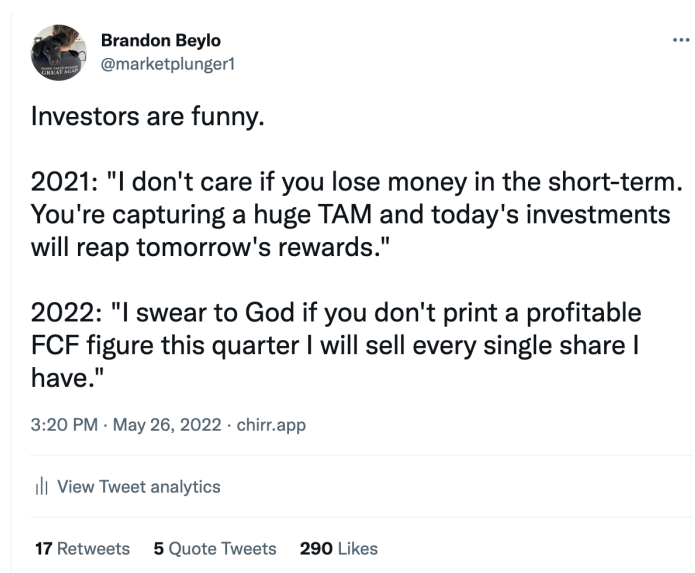 Brandon Beylo
@marketplunger1
Investors are funny.
2021: "I don't care if you lose money in the short-term.
You're capturing a huge TAM and today's investments
will reap tomorrow's rewards."
2022: "I swear to God if you don't print a profitable
FCF figure this quarter I will sell every single share I
have."
3:20 PM · May 26, 2022 · chirr.app
View Tweet analytics
17 Retweets 5 Quote Tweets 290 Likes